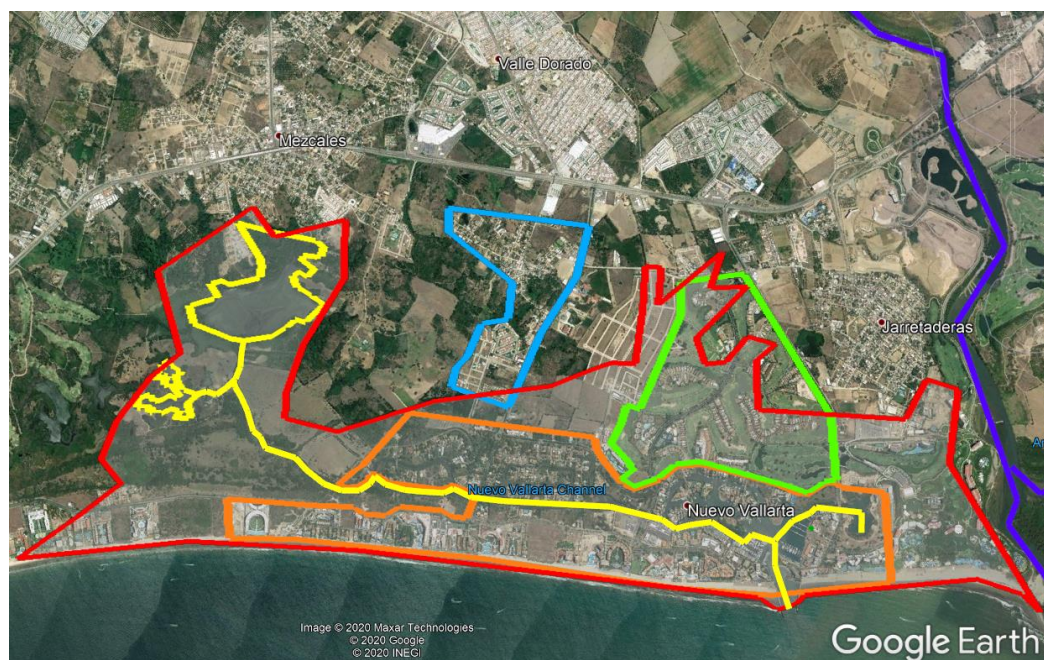 Valle Dorado
Mezcales
Jarretaderas
Nuevo Vallarta Channel
Nuevo Vallarta
Image © 2020 Maxar Technologies
© 2020 Google
© 2020 INEGI
Google Earth